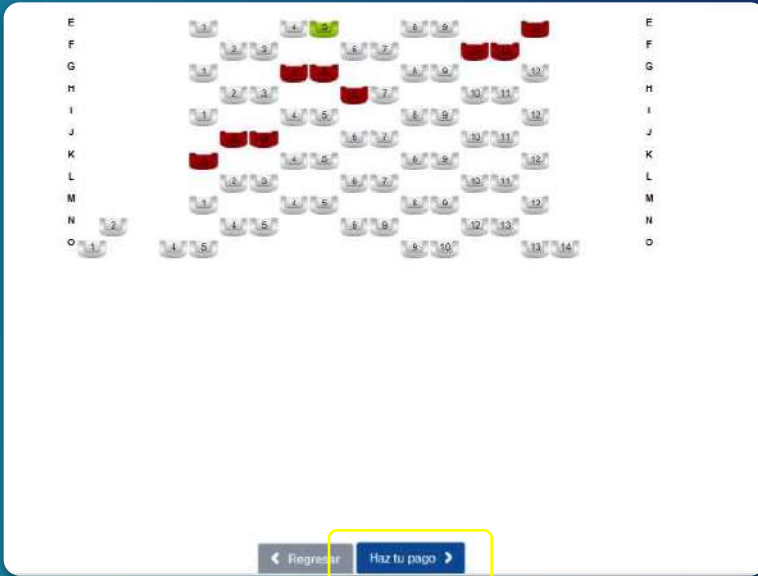 E 1 4 5 8 9 E
F 2 3 6 7 F
G 1 8 9 12 G
H 2 3 7 10 11 H
I 1 4 5 8 9 12 I
J 6 7 10 11 J
K 4 5 8 9 12 K
L 2 3 6 7 10 11 L
M 1 4 5 8 9 12 M
N 2 4 5 8 9 12 13 N
O 1 4 5 9 10 13 14 O
Regresar Haz tu pago